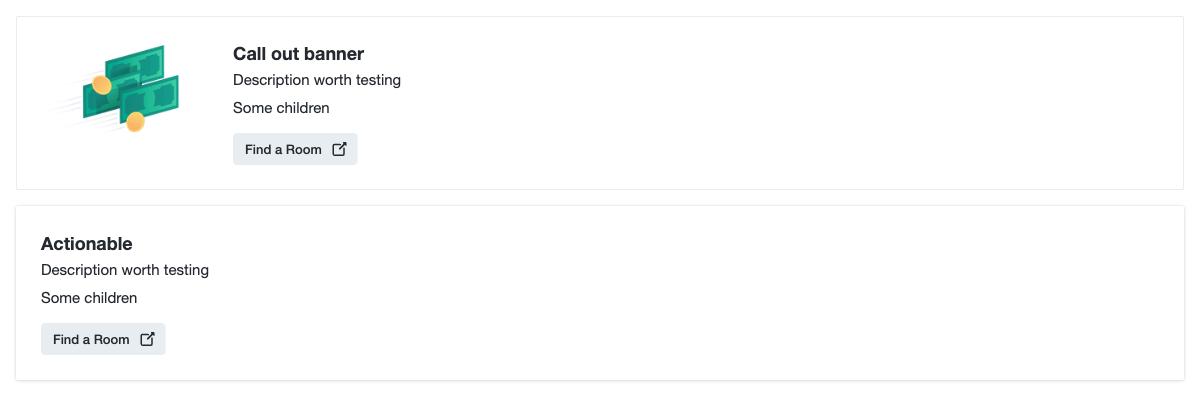 Call out banner
Description worth testing
Some children
Find a Room
Actionable
Description worth testing
Some children
Find a Room